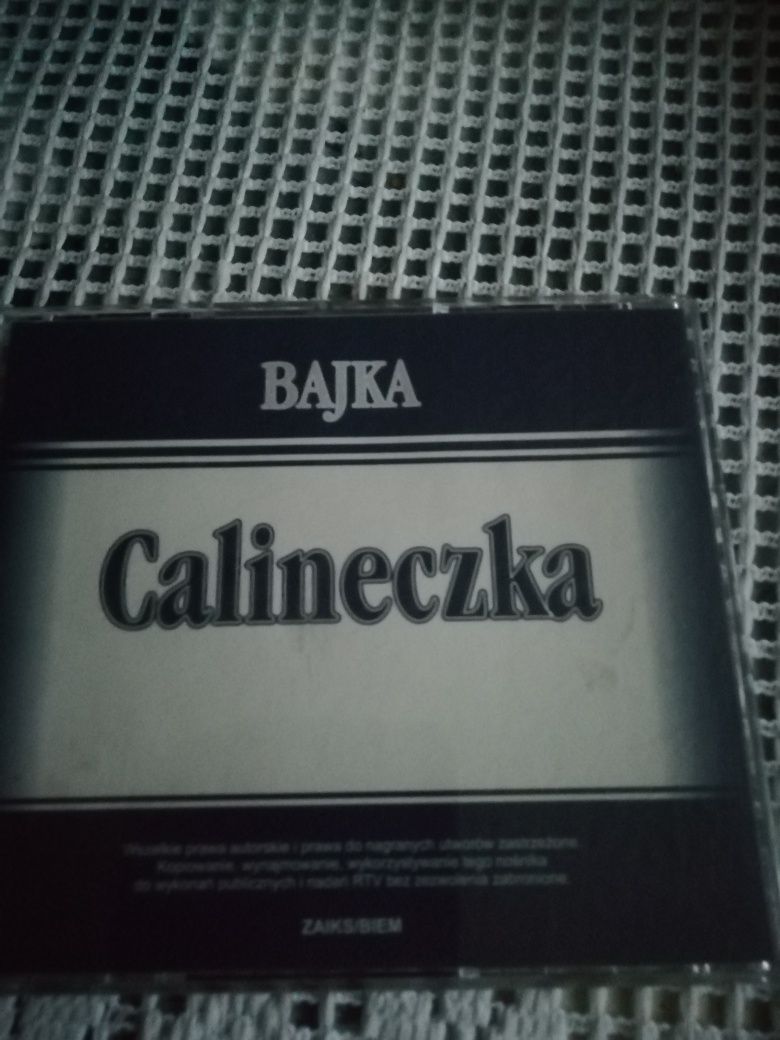 BAJKA
Calineczka
Wszelkie prawa autorskie i prawa do nagranych utworów zastrzeżone.
Kopiowanie, wynajmowanie, wykorzystywanie tego nośnika
do wykonań publicznych i nadań RTV bez zezwolenia zabronione.
ZAIKS/BIEM